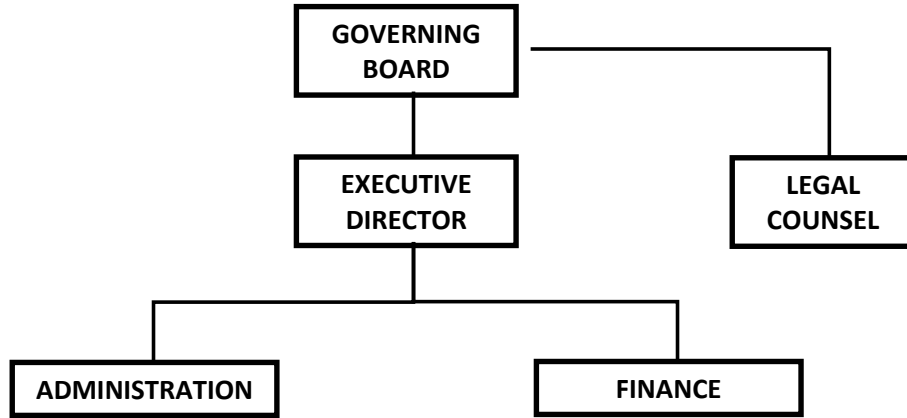 GOVERNING
BOARD
EXECUTIVE
DIRECTOR
LEGAL
COUNSEL
ADMINISTRATION
FINANCE